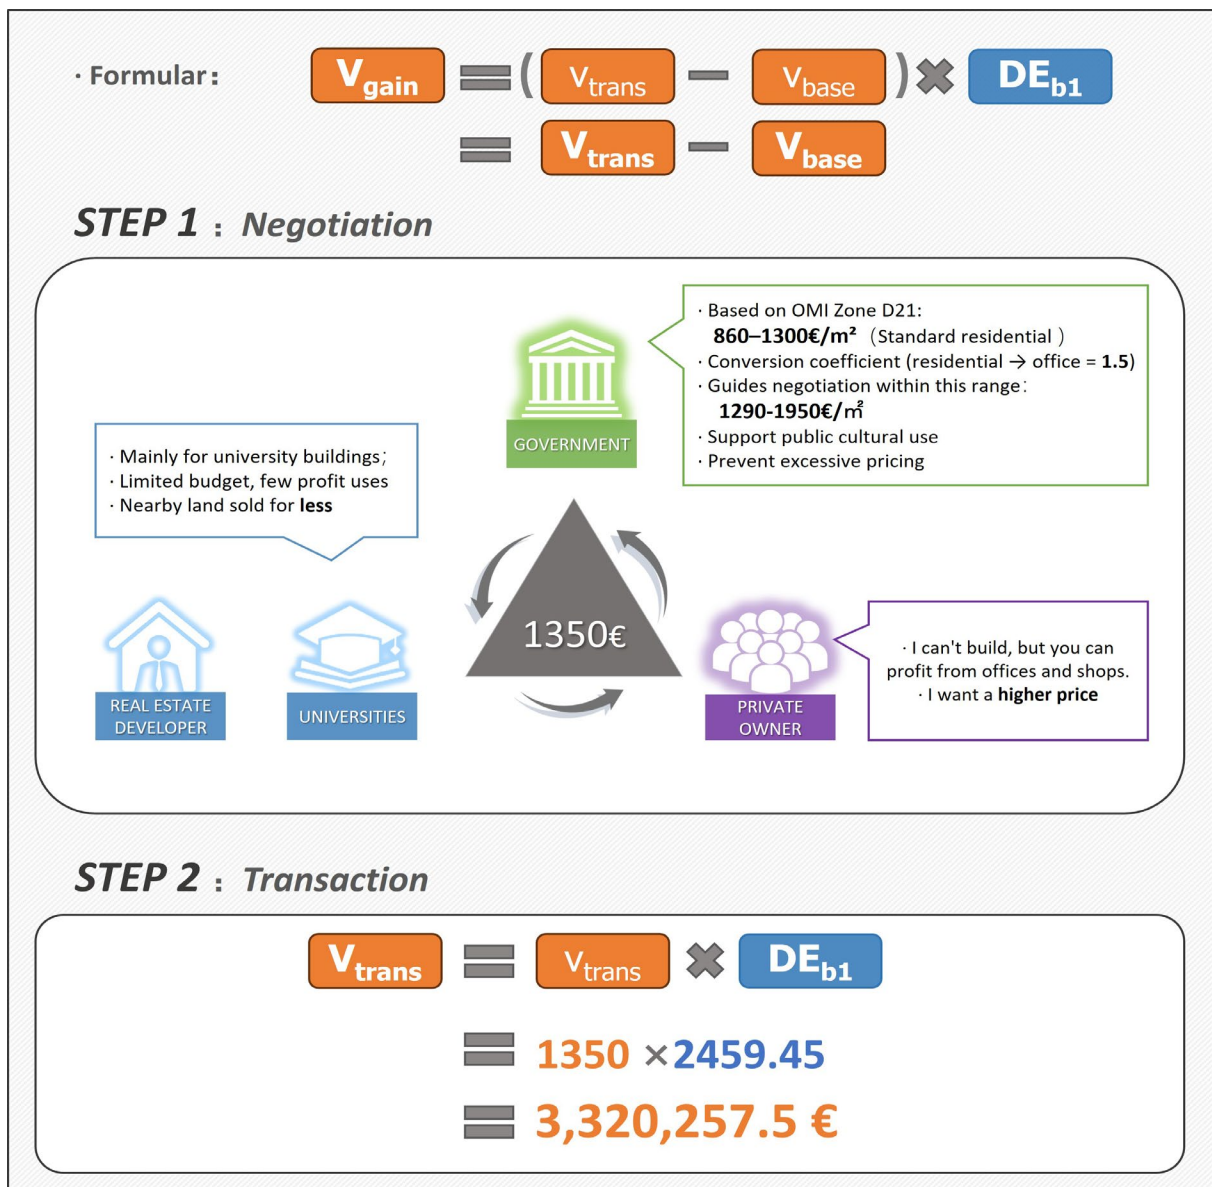 · Formular：
Vgain = ( vtrans − vbase ) × DEb1
= Vtrans − Vbase
STEP 1 : Negotiation
· Based on OMI Zone D21:
860–1300€/m² （Standard residential ）
· Conversion coefficient (residential → office = 1.5)
· Guides negotiation within this range:
1290-1950€/㎡
· Support public cultural use
· Prevent excessive pricing
GOVERNMENT
· Mainly for university buildings;
· Limited budget, few profit uses
· Nearby land sold for less
1350€
REAL ESTATE
DEVELOPER
UNIVERSITIES
PRIVATE
OWNER
· I can't build, but you can
profit from offices and shops.
· I want a higher price
STEP 2 : Transaction
Vtrans = vtrans × DEb1
= 1350 ×2459.45
= 3,320,257.5 €